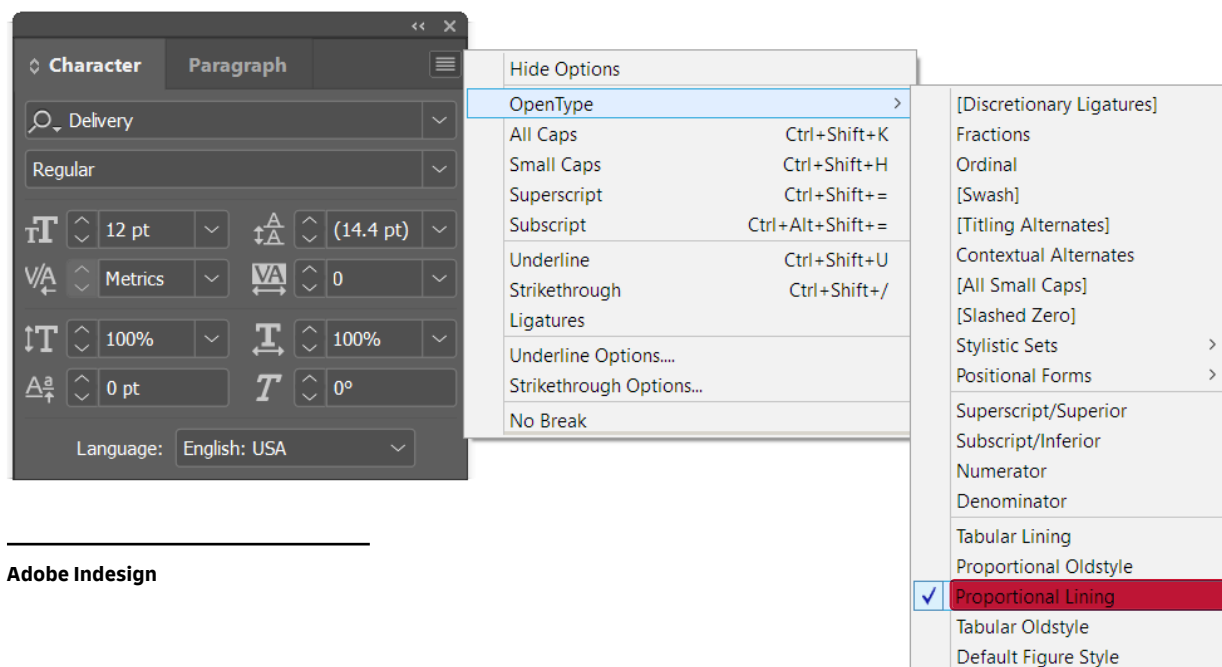 Character Paragraph
Delivery
Regular
12 pt (14.4 pt)
Metrics 0
100% 100%
0 pt 0°
Language: English: USA
Hide Options
OpenType
All Caps Ctrl+Shift+K
Small Caps Ctrl+Shift+H
Superscript Ctrl+Shift+=
Subscript Ctrl+Alt+Shift+=
Underline Ctrl+Shift+U
Strikethrough Ctrl+Shift+/
Ligatures
Underline Options....
Strikethrough Options...
No Break
[Discretionary Ligatures]
Fractions
Ordinal
[Swash]
[Titling Alternates]
Contextual Alternates
[All Small Caps]
[Slashed Zero]
Stylistic Sets
Positional Forms
Superscript/Superior
Subscript/Inferior
Numerator
Denominator
Tabular Lining
Proportional Oldstyle
Proportional Lining
Tabular Oldstyle
Default Figure Style
Adobe Indesign